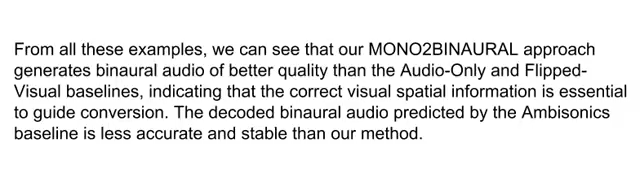 From all these examples, we can see that our MONO2BINAURAL approach
generates binaural audio of better quality than the Audio-Only and Flipped-
Visual baselines, indicating that the correct visual spatial information is essential
to guide conversion. The decoded binaural audio predicted by the Ambisonics
baseline is less accurate and stable than our method.